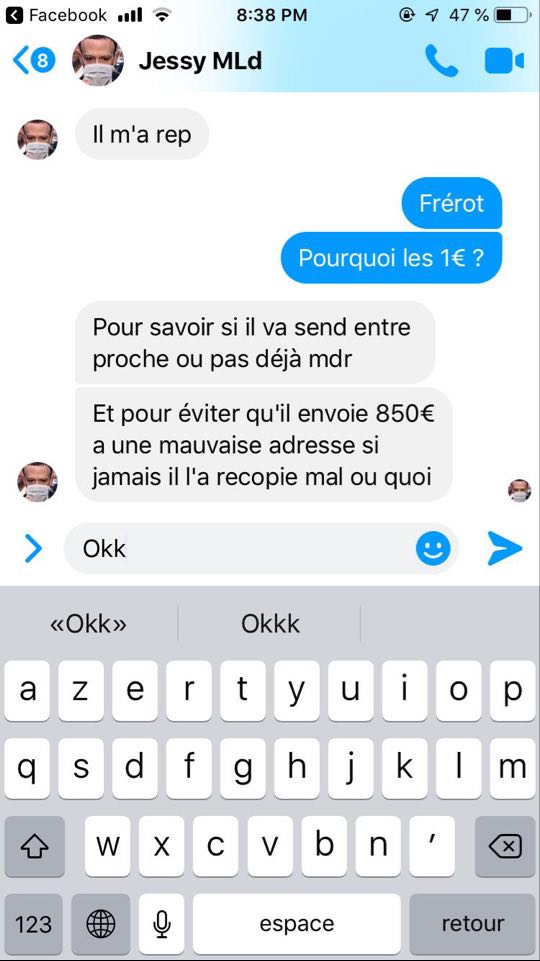 Facebook 8:38 PM 47 %
8 Jessy MLd
Il m'a rep
Frérot
Pourquoi les 1€ ?
Pour savoir si il va send entre
proche ou pas déjà mdr
Et pour éviter qu'il envoie 850€
a une mauvaise adresse si
jamais il l'a recopie mal ou quoi
Okk
«Okk» Okkk
a z e r t y u i o p
q s d f g h j k l m
w x c v b n ’
123 espace retour